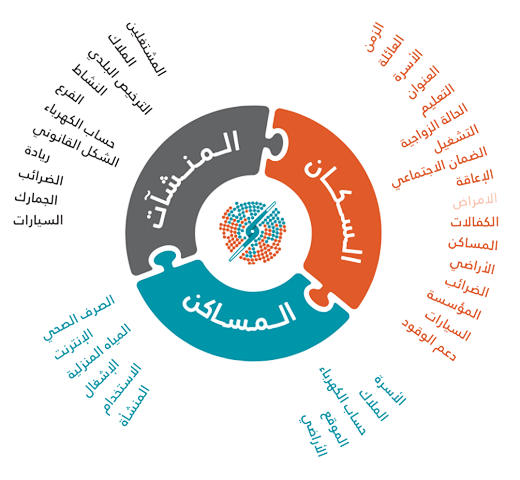 السكان
الزمن
العائلة
الأسرة
العنوان
التعليم
الحالة الزواجية
التشغيل
الضمان الاجتماعي
الإعاقة
الامراض
الكفالات
المساكن
الأراضي
الضرائب
المؤسسة
السيارات
دعم الوقود
المنشآت
المشتغلين
الملاك
الترخيص البلدي
النشاط
الفرع
حساب الكهرباء
الشكل القانوني
ريادة
الضرائب
الجمارك
السيارات
المساكن
الصرف الصحي
الإنترنت
المياه المنزلية
الإشغال
الاستخدام
المنشأة
الأسرة
الملاك
حساب الكهرباء
الموقع
الأراضي